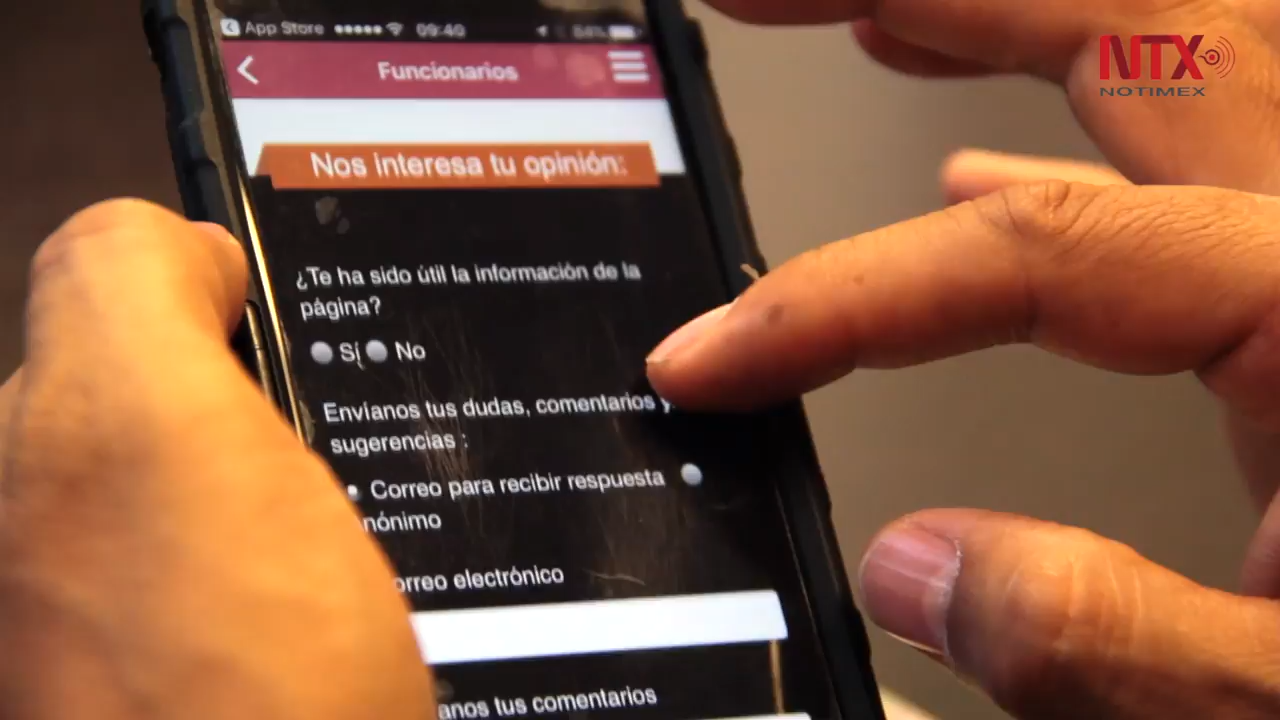 App Store 09:40 84%
Funcionarios
NTX
NOTIMEX
Nos interesa tu opinión:
¿Te ha sido útil la información de la
página?
Sí No
Envíanos tus dudas, comentarios y
sugerencias :
Correo para recibir respuesta
nónimo
orreo electrónico
anos tus comentarios